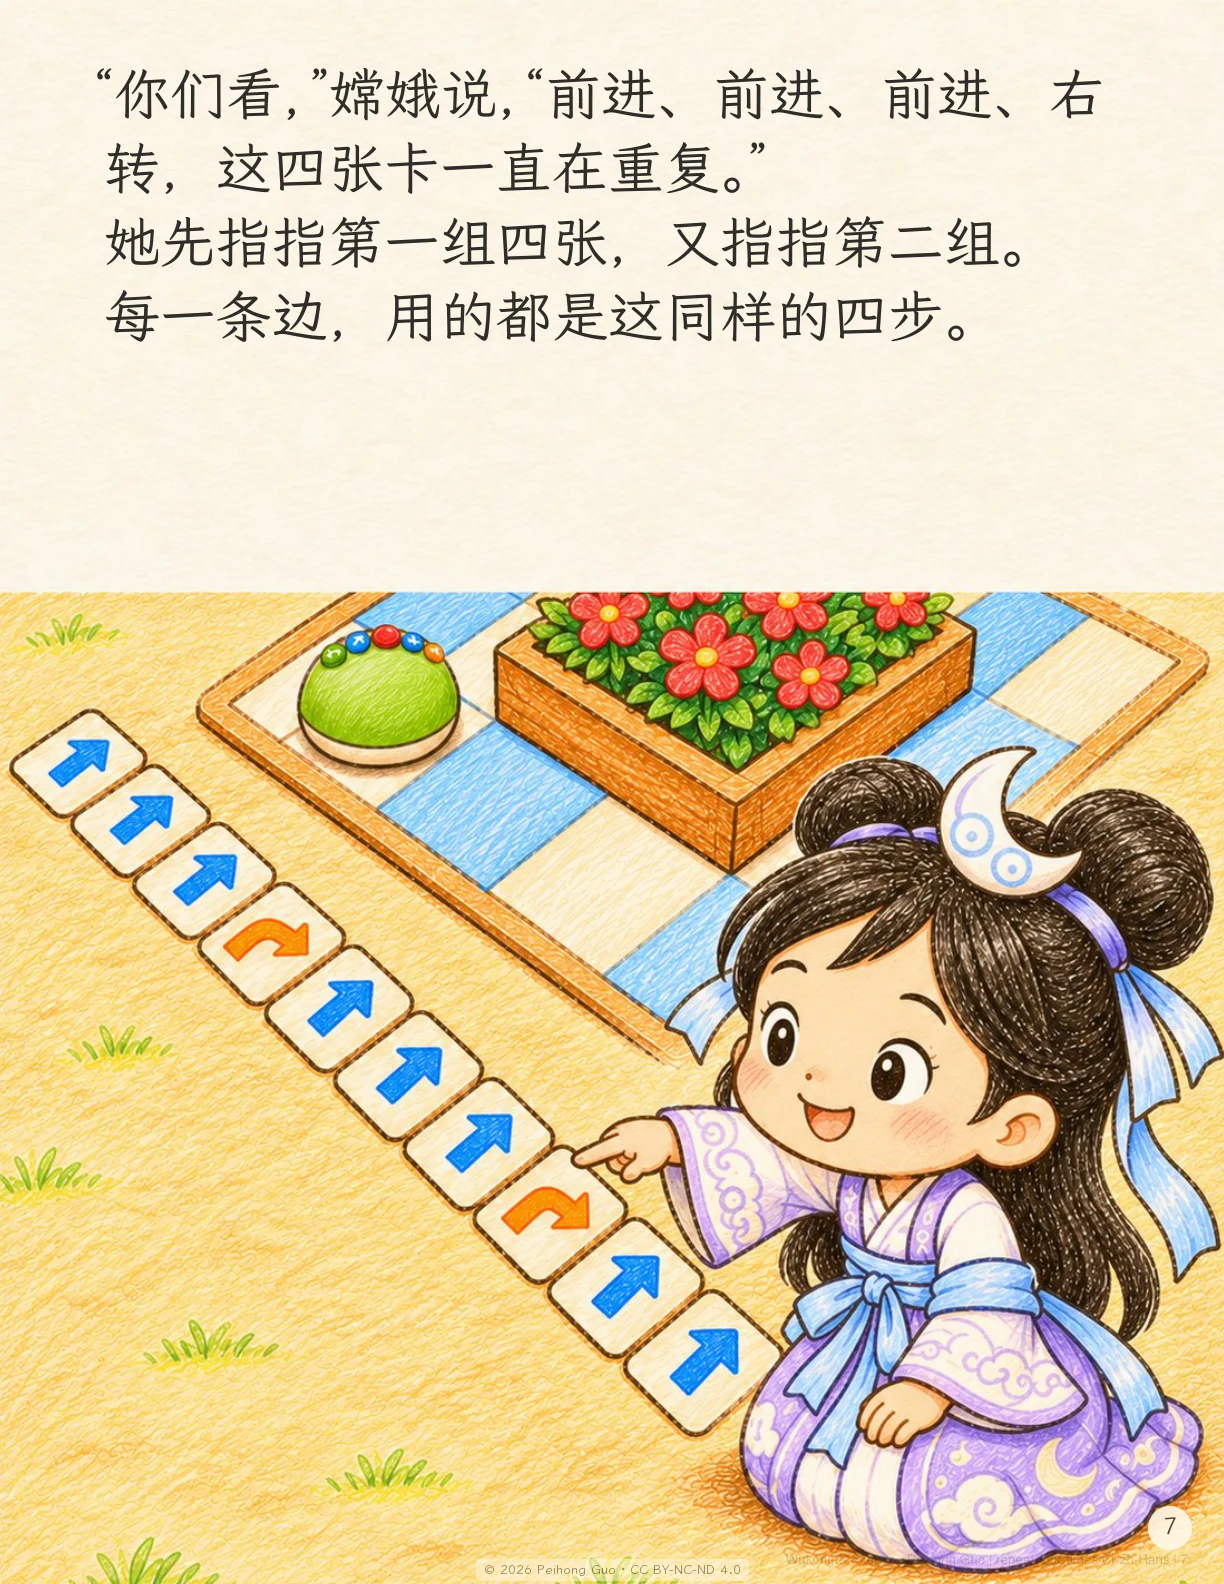 “你们看，”嫦娥说，“前进、前进、前进、右
转，这四张卡一直在重复。”
她先指指第一组四张，又指指第二组。
每一条边，用的都是这同样的四步。
7
© 2026 Peihong Guo • CC BY-NC-ND 4.0